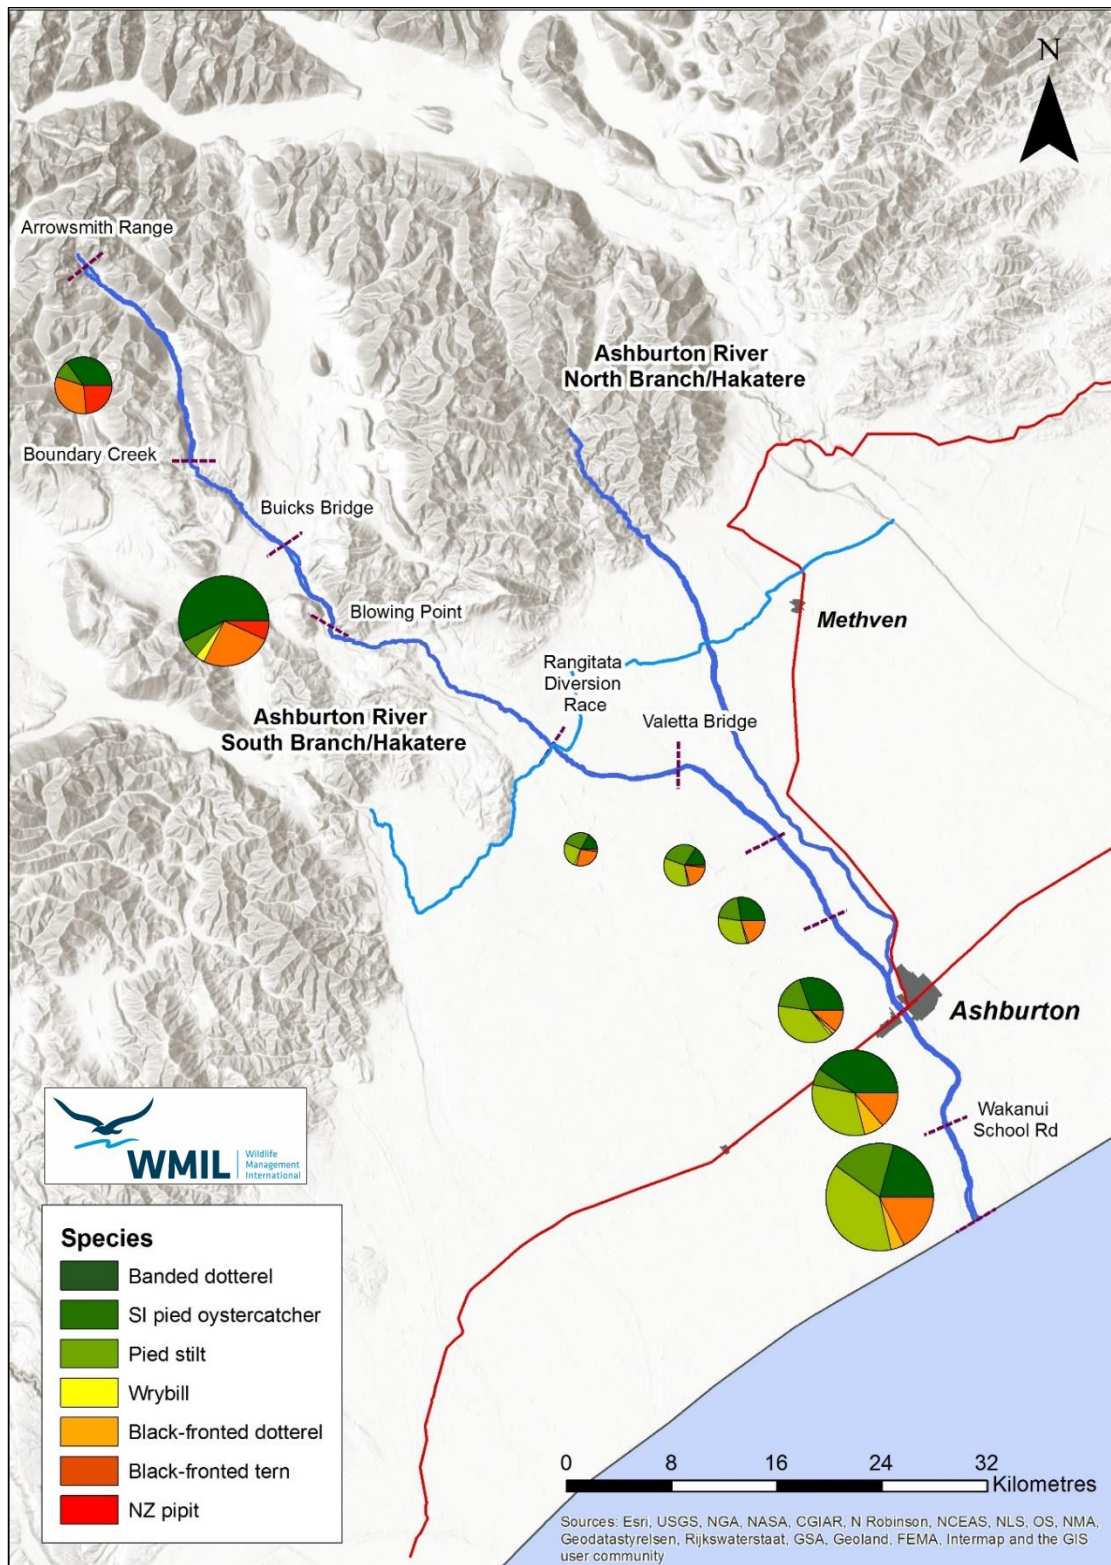 N
Arrowsmith Range
Ashburton River
North Branch/Hakatere
Boundary Creek
Buicks Bridge
Methven
Blowing Point
Rangitata
Diversion
Race
Ashburton River
South Branch/Hakatere
Valetta Bridge
Ashburton
Wakanui
School Rd
WMIL
Wildlife
Management
International
Species
Banded dotterel
SI pied oystercatcher
Pied stilt
Wrybill
Black-fronted dotterel
Black-fronted tern
NZ pipit
0 8 16 24 32
Kilometres
Sources: Esri, USGS, NGA, NASA, CGIAR, N Robinson, NCEAS, NLS, OS, NMA,
Geodatastyrelsen, Rijkswaterstaat, GSA, Geoland, FEMA, Intermap and the GIS
user community